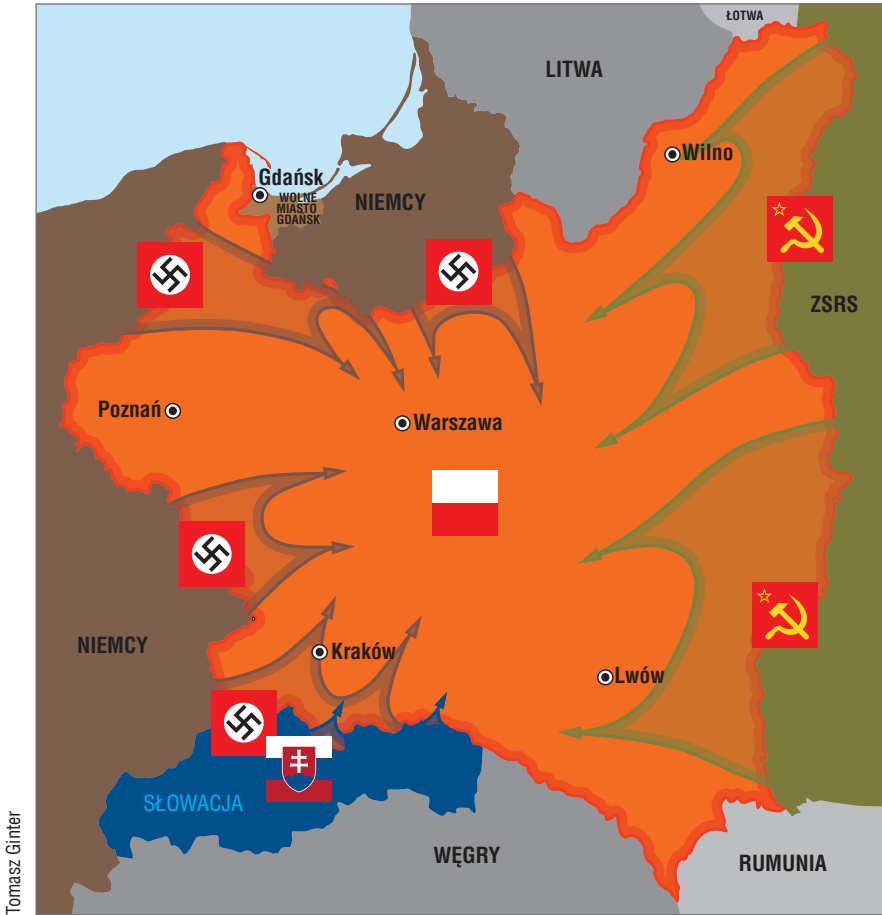 ŁOTWA
LITWA
Wilno
Gdańsk
WOLNE
MIASTO
GDAŃSK
NIEMCY
ZSRS
Poznań
Warszawa
NIEMCY
Kraków
Lwów
SŁOWACJA
WĘGRY
RUMUNIA
Tomasz Ginter